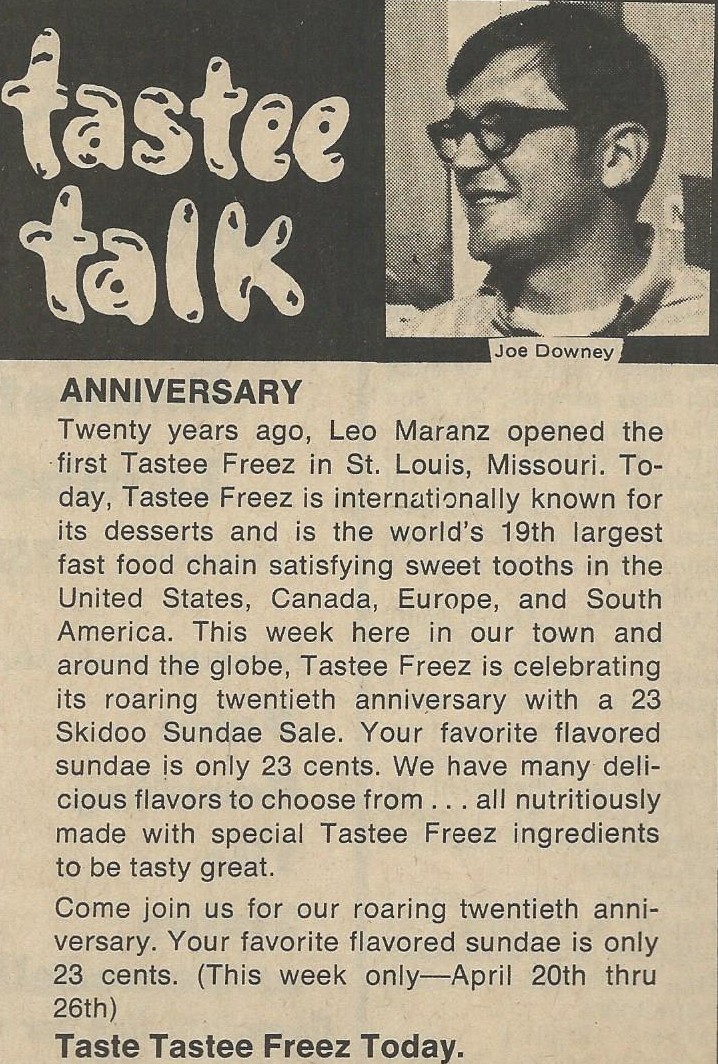 tastee
talk
Joe Downey
ANNIVERSARY
Twenty years ago, Leo Maranz opened the
first Tastee Freez in St. Louis, Missouri. To-
day, Tastee Freez is internationally known for
its desserts and is the world's 19th largest
fast food chain satisfying sweet tooths in the
United States, Canada, Europe, and South
America. This week here in our town and
around the globe, Tastee Freez is celebrating
its roaring twentieth anniversary with a 23
Skidoo Sundae Sale. Your favorite flavored
sundae is only 23 cents. We have many deli-
cious flavors to choose from . . . all nutritiously
made with special Tastee Freez ingredients
to be tasty great.
Come join us for our roaring twentieth anni-
versary. Your favorite flavored sundae is only
23 cents. (This week only—April 20th thru
26th)
Taste Tastee Freez Today.